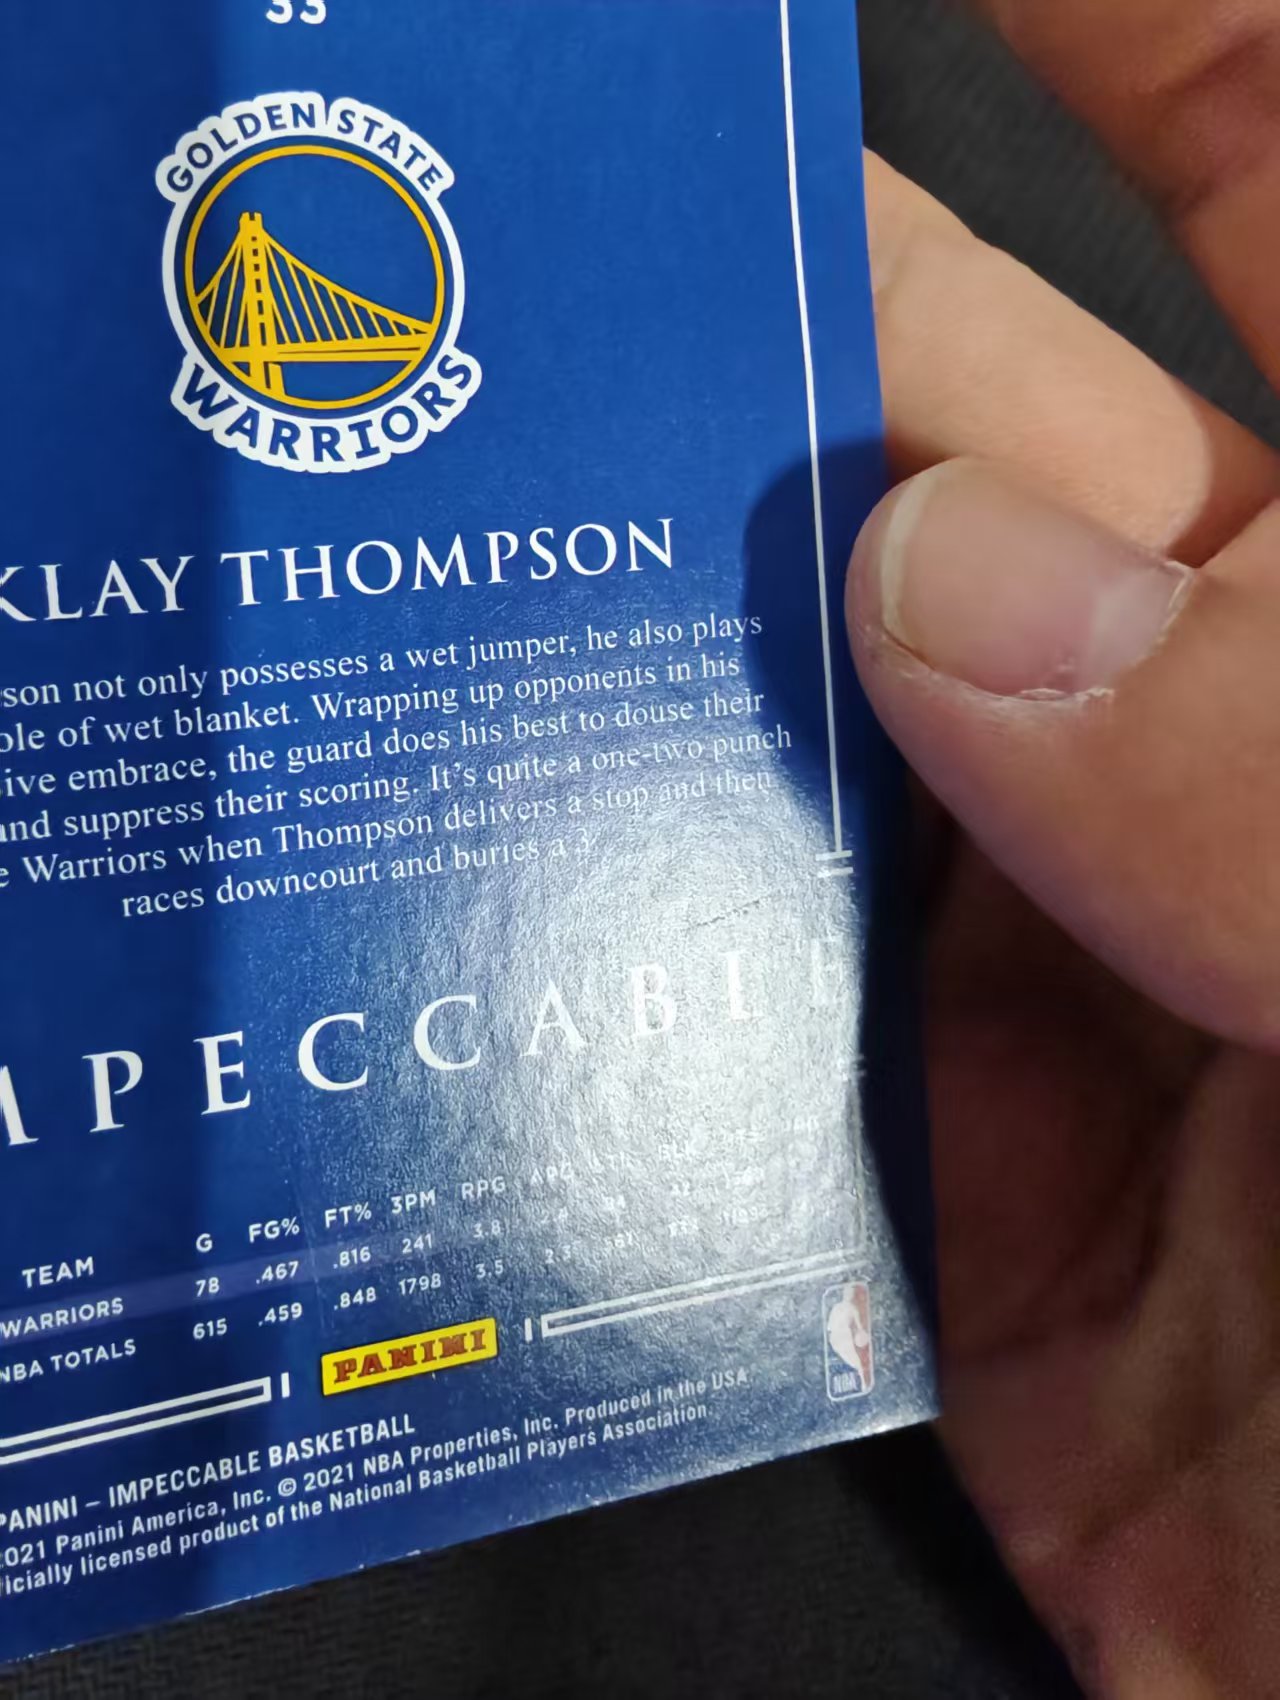 33
GOLDEN STATE
WARRIORS
KLAY THOMPSON
son not only possesses a wet jumper, he also plays
ole of wet blanket. Wrapping up opponents in his
ive embrace, the guard does his best to douse their
and suppress their scoring. It's quite a one-two punch
e Warriors when Thompson delivers a stop and then
races downcourt and buries a 3.
MPECCABLE
TEAM G FG% FT% 3PM RPG APG
WARRIORS 78 .467 .816 241 3.8
NBA TOTALS 615 .459 .848 1798 3.5
PANINI
NBA
PANINI – IMPECCABLE BASKETBALL
2021 Panini America, Inc. © 2021 NBA Properties, Inc. Produced in the USA
icially licensed product of the National Basketball Players Association.